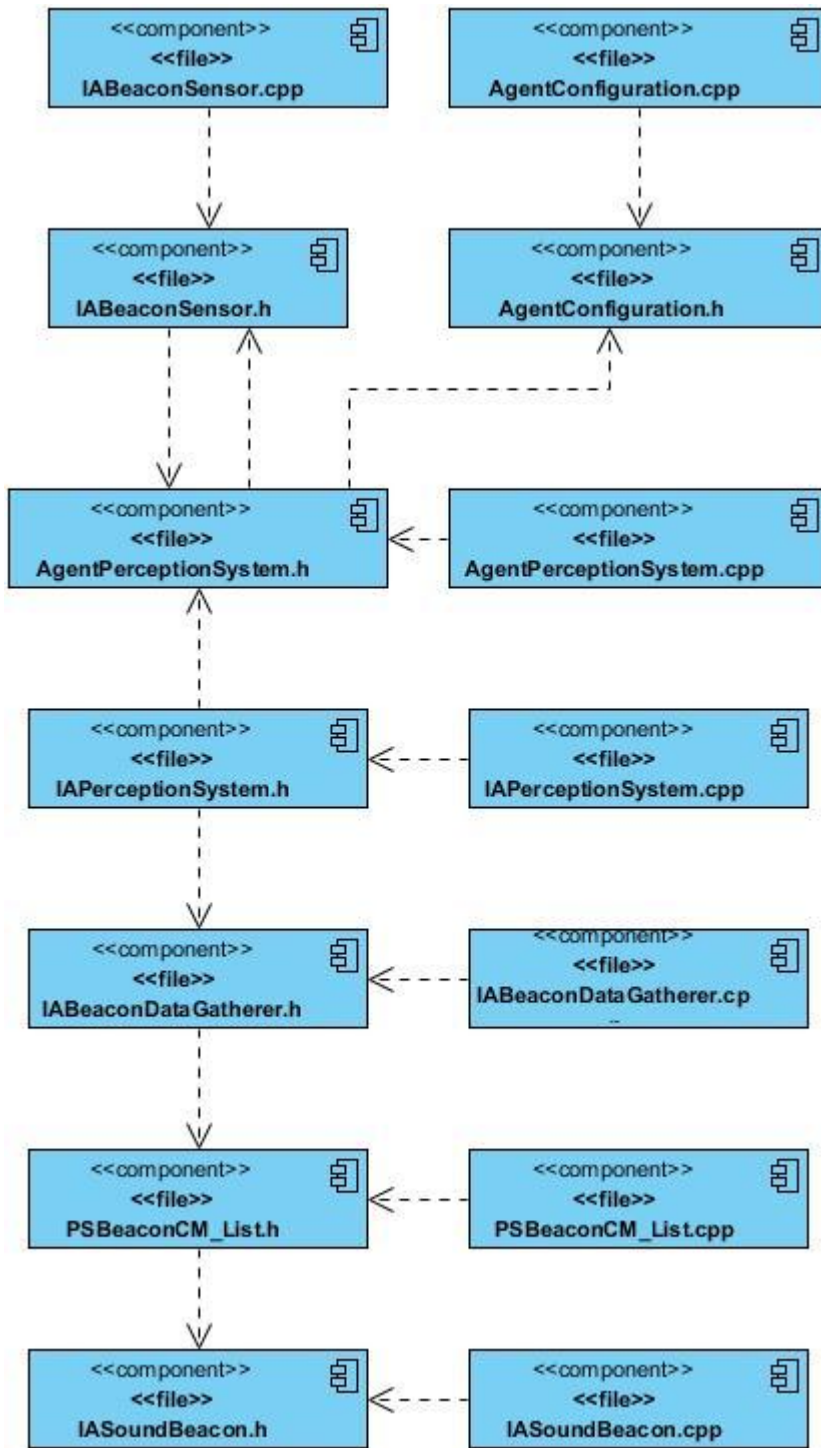 <<component>>
<<file>>
IABeaconSensor.cpp
<<component>>
<<file>>
AgentConfiguration.cpp
<<component>>
<<file>>
IABeaconSensor.h
<<component>>
<<file>>
AgentConfiguration.h
<<component>>
<<file>>
AgentPerceptionSystem.h
<<component>>
<<file>>
AgentPerceptionSystem.cpp
<<component>>
<<file>>
IAPerceptionSystem.h
<<component>>
<<file>>
IAPerceptionSystem.cpp
<<component>>
<<file>>
IABeaconDataGatherer.h
<<component>>
<<file>>
IABeaconDataGatherer.cp
<<component>>
<<file>>
PSBeaconCM_List.h
<<component>>
<<file>>
PSBeaconCM_List.cpp
<<component>>
<<file>>
IASoundBeacon.h
<<component>>
<<file>>
IASoundBeacon.cpp